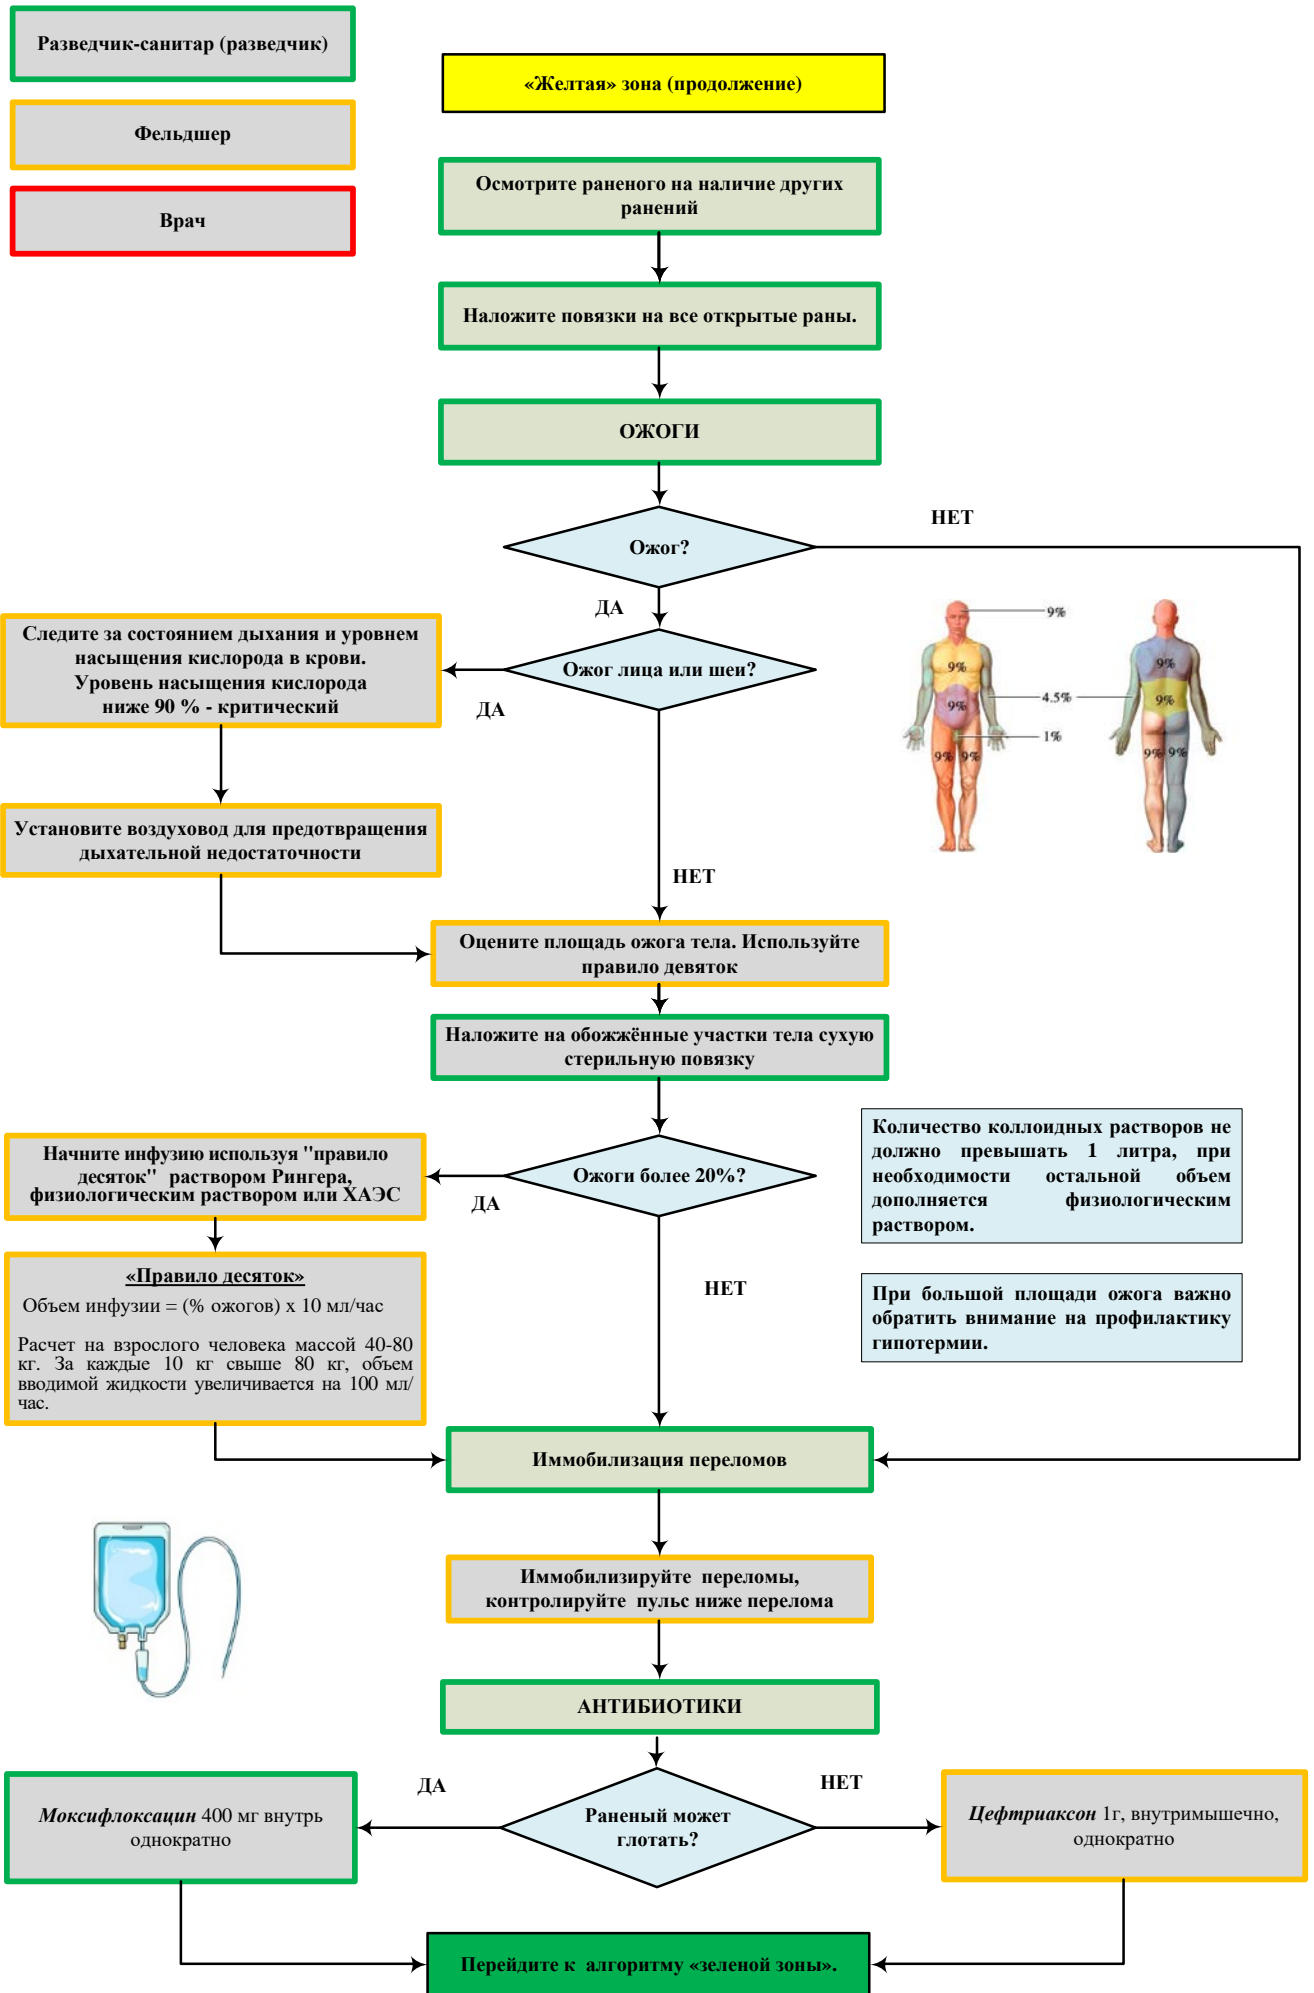 Разведчик-санитар (разведчик)
Фельдшер
Врач
«Желтая» зона (продолжение)
Осмотрите раненого на наличие других
ранений
Наложите повязки на все открытые раны.
ОЖОГИ
Ожог?
НЕТ
ДА
Ожог лица или шеи?
ДА
Следите за состоянием дыхания и уровнем
насыщения кислорода в крови.
Уровень насыщения кислорода
ниже 90 % - критический
Установите воздуховод для предотвращения
дыхательной недостаточности
9%
9%
9%
4.5%
9%
9%
1%
9%
9%
9%
9%
НЕТ
Оцените площадь ожога тела. Используйте
правило девяток
Наложите на обожжённые участки тела сухую
стерильную повязку
Ожоги более 20%?
ДА
Начните инфузию используя "правило
десяток" раствором Рингера,
физиологическим раствором или ХАЭС
«Правило десяток»
Объем инфузии = (% ожогов) х 10 мл/час
Расчет на взрослого человека массой 40-80
кг. За каждые 10 кг свыше 80 кг, объем
вводимой жидкости увеличивается на 100 мл/
час.
НЕТ
Количество коллоидных растворов не
должно превышать 1 литра, при
необходимости остальной объем
дополняется физиологическим
раствором.
При большой площади ожога важно
обратить внимание на профилактику
гипотермии.
Иммобилизация переломов
Иммобилизируйте переломы,
контролируйте пульс ниже перелома
АНТИБИОТИКИ
Раненый может
глотать?
ДА
НЕТ
Моксифлоксацин 400 мг внутрь
однократно
Цефтриаксон 1г, внутримышечно,
однократно
Перейдите к алгоритму «зеленой зоны».